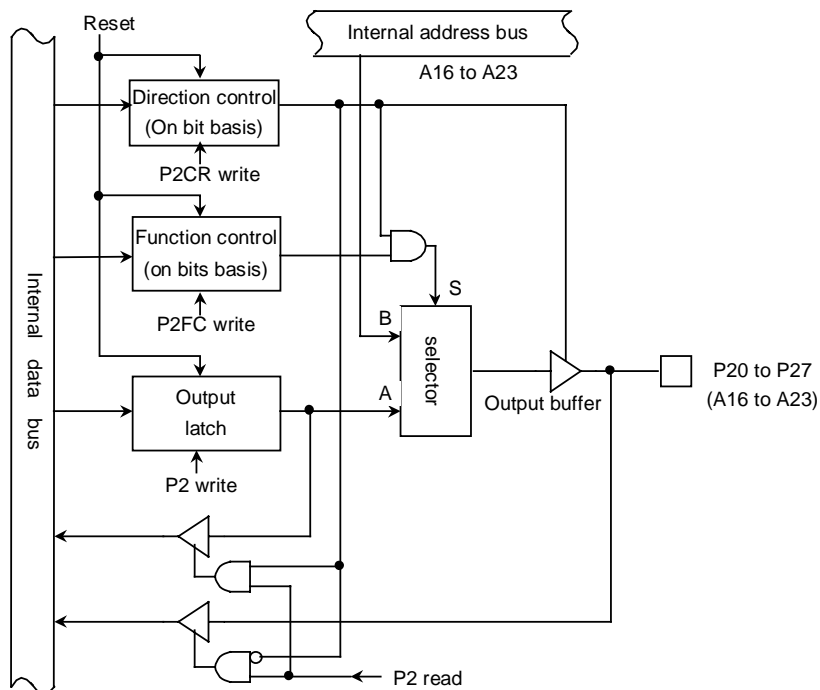 Reset
Internal address bus
A16 to A23
Direction control
(On bit basis)
P2CR write
Function control
(on bits basis)
P2FC write
Internal data bus
S
B
A
selector
Output
latch
Output buffer
P20 to P27
(A16 to A23)
P2 write
P2 read